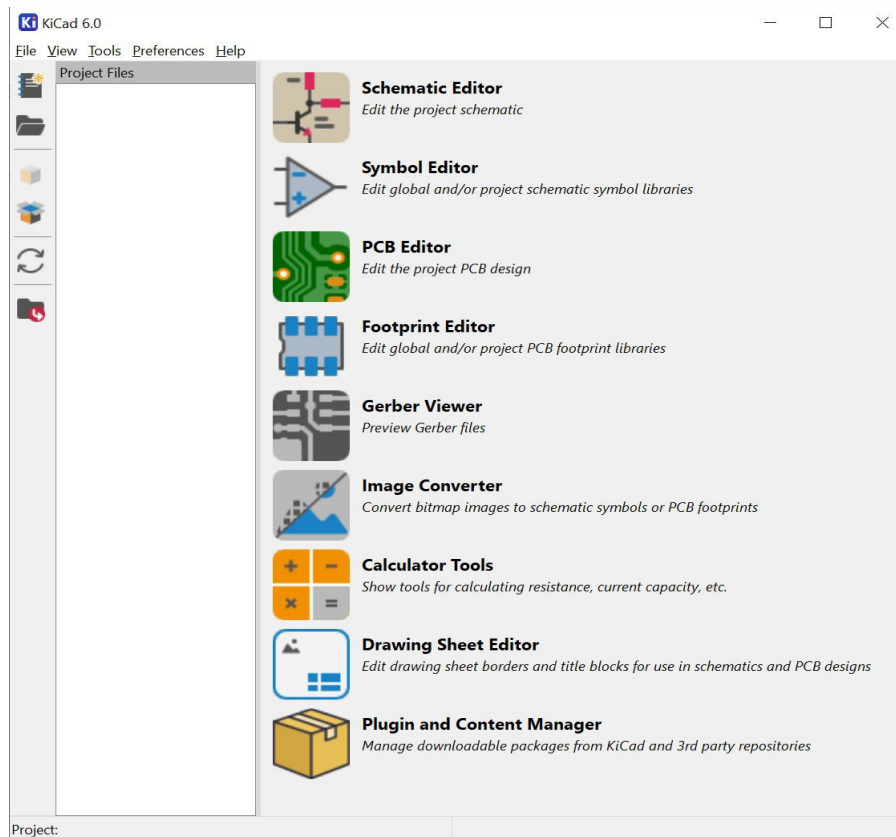 KiCad 6.0
File View Tools Preferences Help
Project Files
Schematic Editor
Edit the project schematic
Symbol Editor
Edit global and/or project schematic symbol libraries
PCB Editor
Edit the project PCB design
Footprint Editor
Edit global and/or project PCB footprint libraries
Gerber Viewer
Preview Gerber files
Image Converter
Convert bitmap images to schematic symbols or PCB footprints
Calculator Tools
Show tools for calculating resistance, current capacity, etc.
Drawing Sheet Editor
Edit drawing sheet borders and title blocks for use in schematics and PCB designs
Plugin and Content Manager
Manage downloadable packages from KiCad and 3rd party repositories
Project: